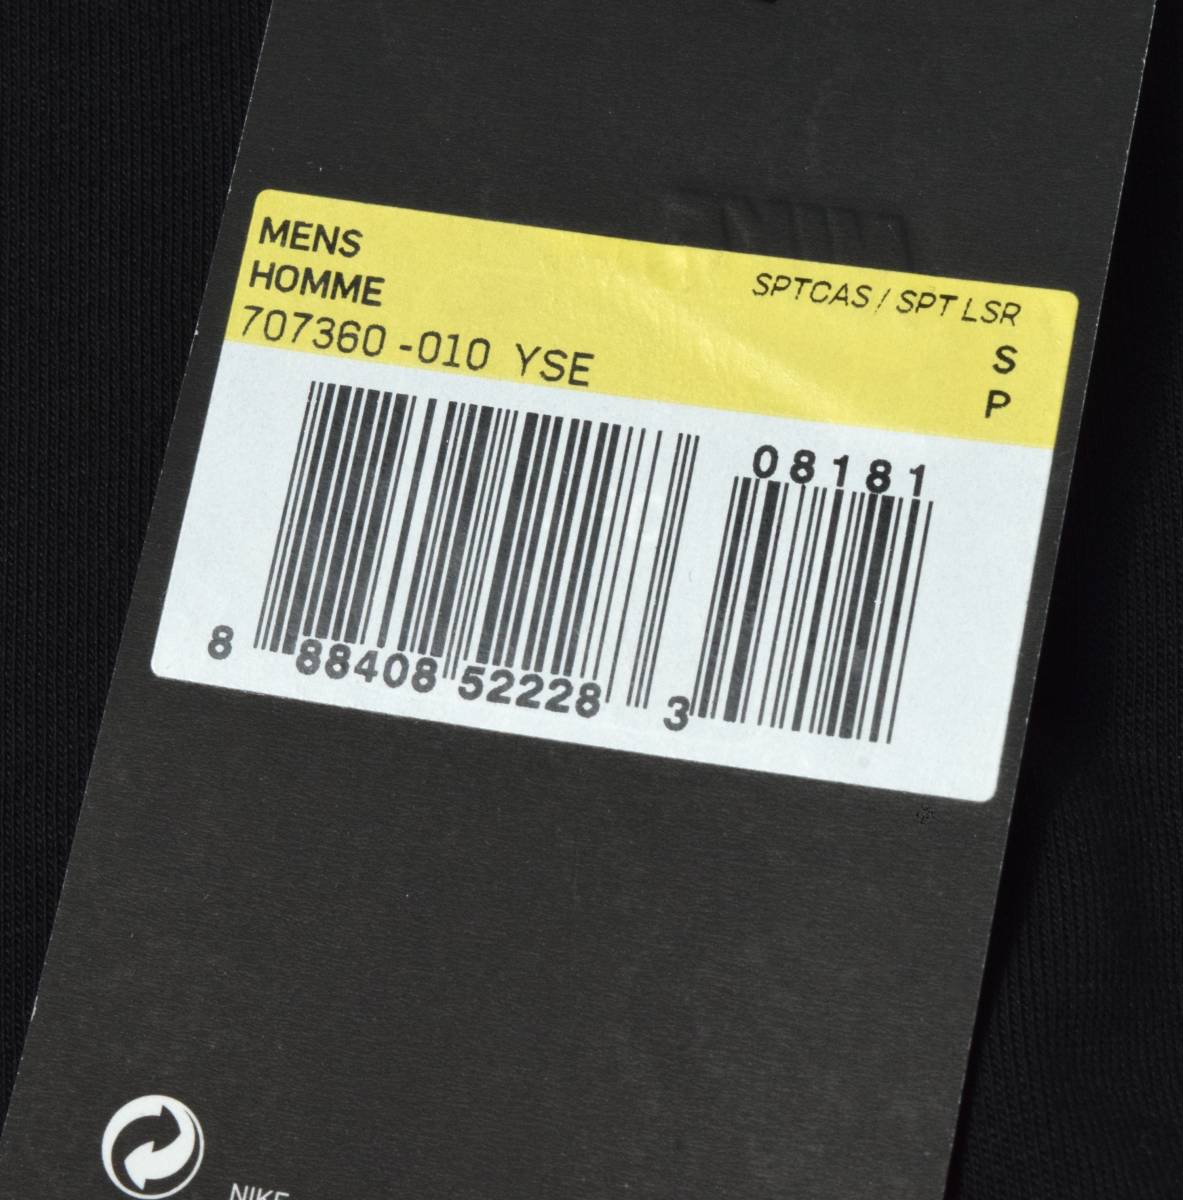 MENS
HOMME
707360-010 YSE
SPTCAS / SPT LSR
S
P
08181
8 88408 52228 3
NIKE